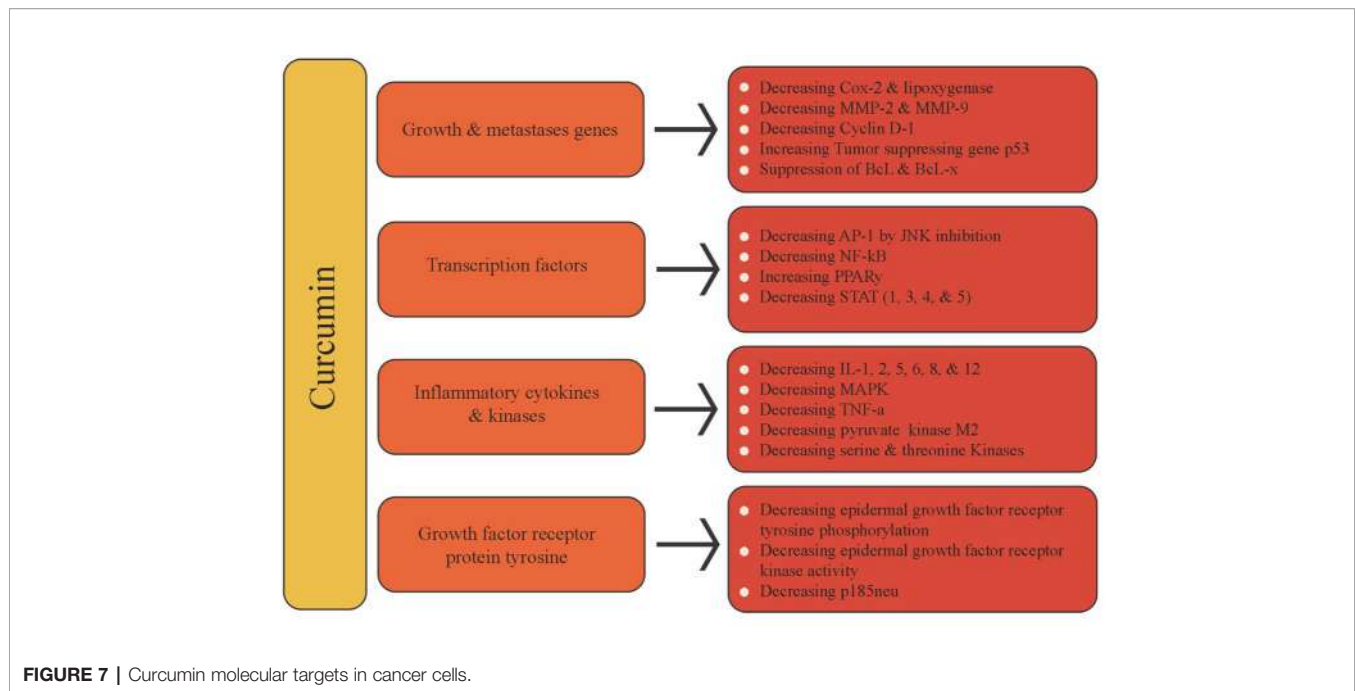 Curcumin
Growth & metastases genes
Decreasing Cox-2 & lipoxygenase
Decreasing MMP-2 & MMP-9
Decreasing Cyclin D-1
Increasing Tumor suppressing gene p53
Suppression of BcL & BcL-x
Transcription factors
Decreasing AP-1 by JNK inhibition
Decreasing NF-kB
Increasing PPARy
Decreasing STAT (1, 3, 4, & 5)
Inflammatory cytokines
& kinases
Decreasing IL-1, 2, 5, 6, 8, & 12
Decreasing MAPK
Decreasing TNF-a
Decreasing pyruvate kinase M2
Decreasing serine & threonine Kinases
Growth factor receptor
protein tyrosine
Decreasing epidermal growth factor receptor
tyrosine phosphorylation
Decreasing epidermal growth factor receptor
kinase activity
Decreasing p185neu
FIGURE 7 | Curcumin molecular targets in cancer cells.